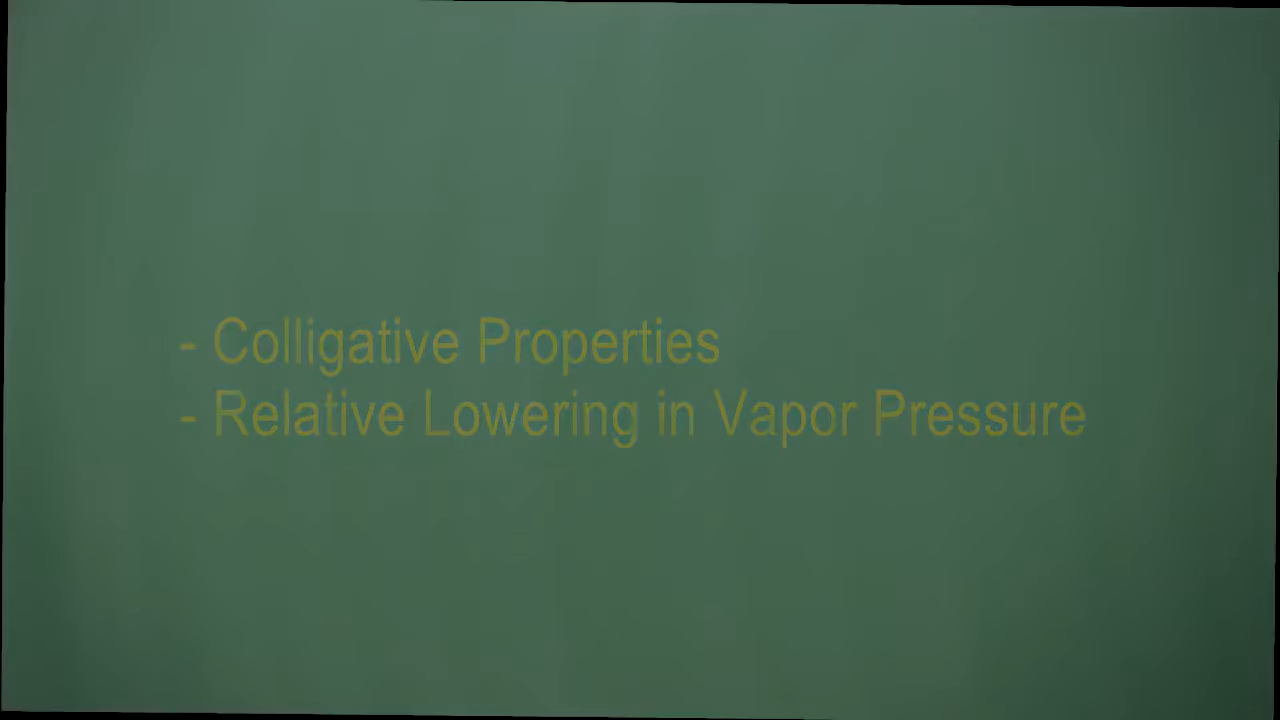 - Colligative Properties
- Relative Lowering in Vapor Pressure